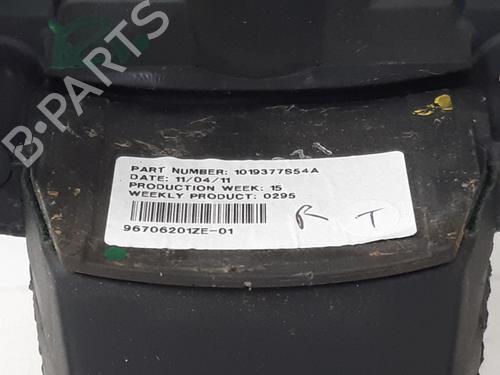 B-PARTS
PART NUMBER: 1019377S54A
DATE: 11/04/11
PRODUCTION WEEK: 15
WEEKLY PRODUCT: 0295
R T
96706201ZE-01